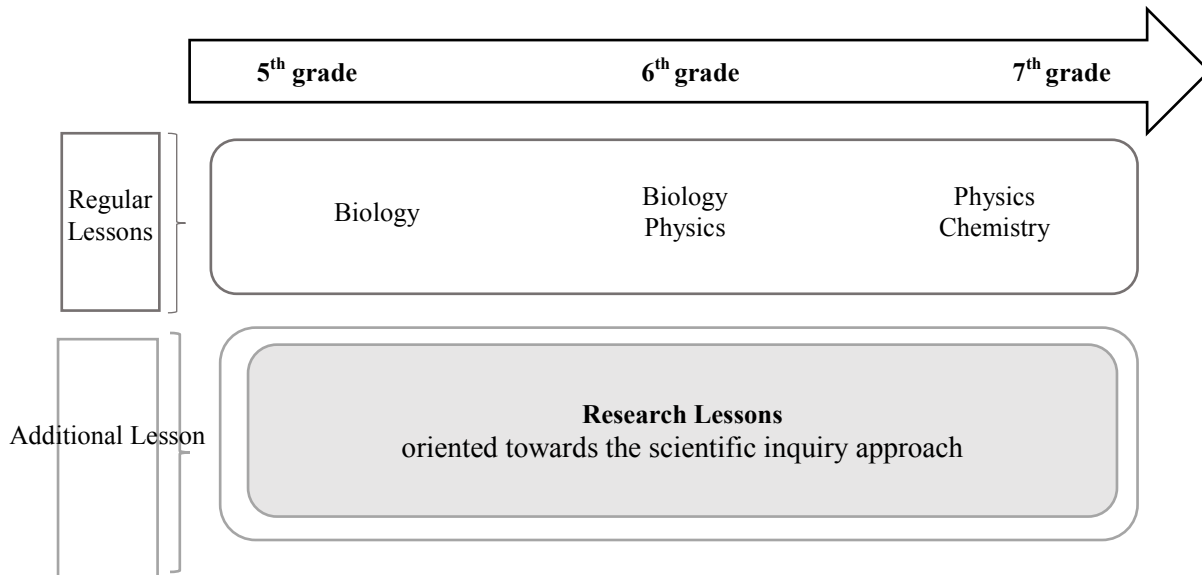 5th grade 6th grade 7th grade
Regular
Lessons
Biology
Biology
Physics
Physics
Chemistry
Additional Lesson
Research Lessons
oriented towards the scientific inquiry approach